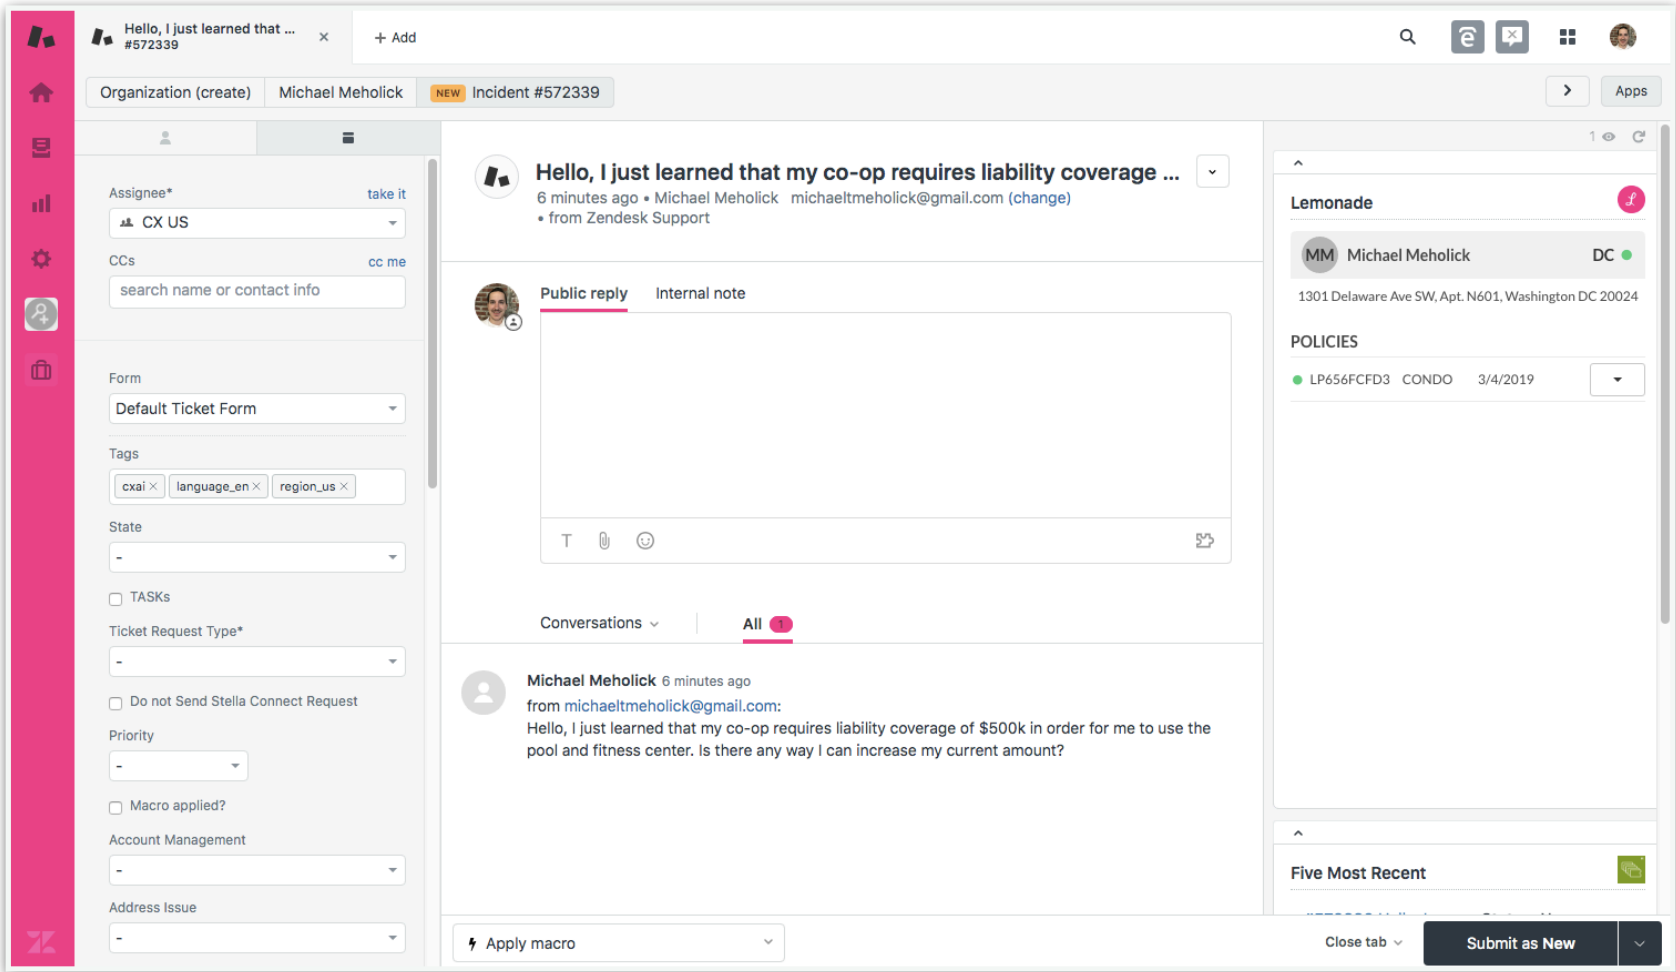 Hello, I just learned that ...
#572339
+ Add
Organization (create)
Michael Meholick
NEW Incident #572339
Apps
Assignee*
take it
CX US
CCs
cc me
search name or contact info
Form
Default Ticket Form
Tags
cxai × language_en × region_us ×
State
-
TASKs
Ticket Request Type*
-
Do not Send Stella Connect Request
Priority
-
Macro applied?
Account Management
-
Address Issue
-
Hello, I just learned that my co-op requires liability coverage ...
6 minutes ago • Michael Meholick michaeltmeholick@gmail.com (change)
• from Zendesk Support
Public reply
Internal note
T
Conversations
All 1
Michael Meholick 6 minutes ago
from michaeltmeholick@gmail.com:
Hello, I just learned that my co-op requires liability coverage of $500k in order for me to use the
pool and fitness center. Is there any way I can increase my current amount?
Apply macro
Close tab
Submit as New
1
Lemonade
MM Michael Meholick DC
1301 Delaware Ave SW, Apt. N601, Washington DC 20024
POLICIES
LP656FCFD3 CONDO 3/4/2019
Five Most Recent